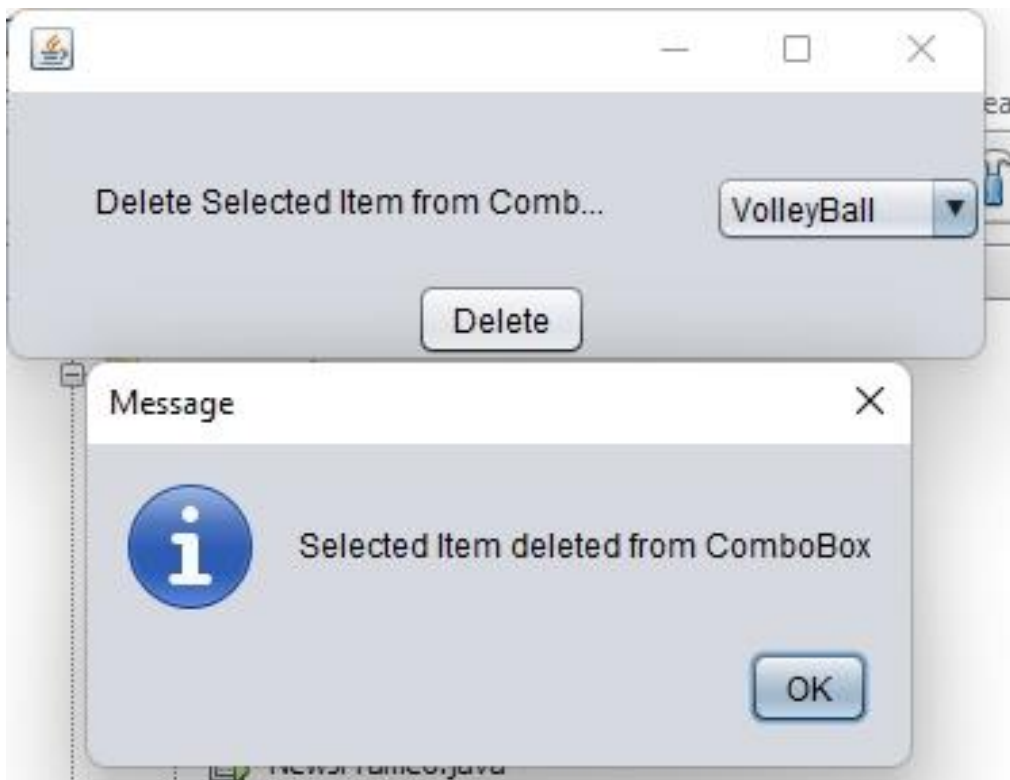 Delete Selected Item from Comb...
VolleyBall
Delete
Message
Selected Item deleted from ComboBox
OK